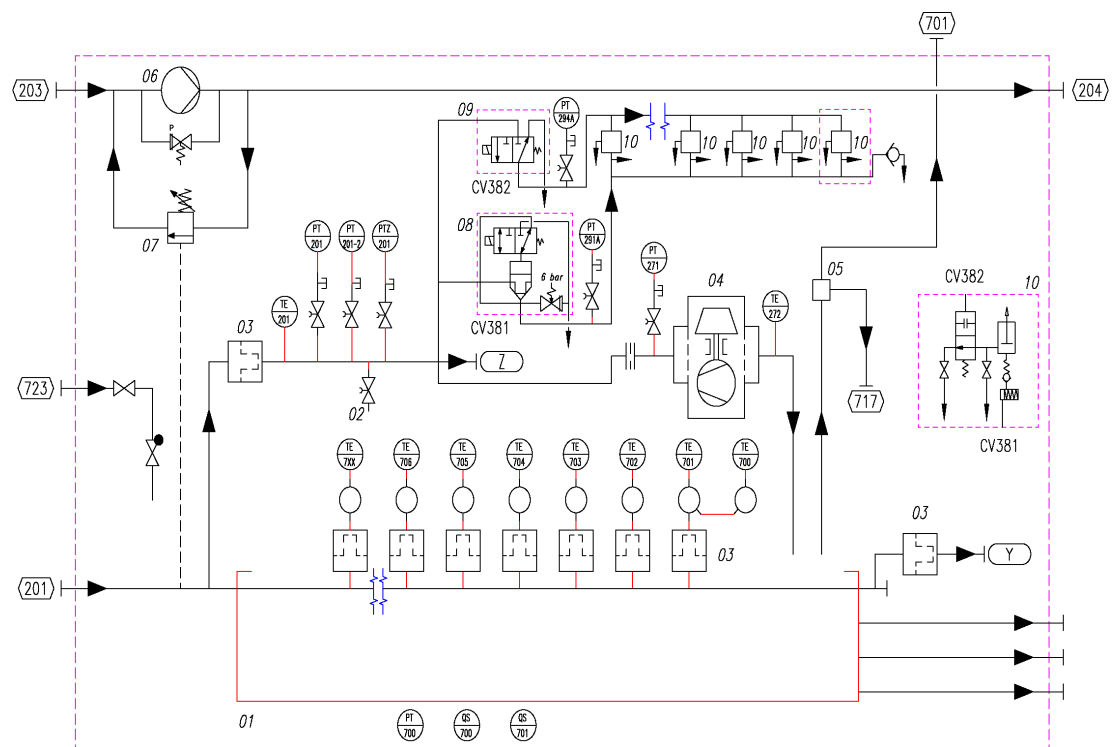 701
203
06
204
P
09
PT
294A
10
10
10
10
10
CV382
07
08
6 bar
CV381
PT
291A
PT
201
PT
201-2
PTZ
201
TE
201
PT
271
04
TE
272
05
CV382
10
03
Z
02
723
717
CV381
TE
7XX
TE
706
TE
705
TE
704
TE
703
TE
702
TE
701
TE
700
03
03
Y
201
01
PT
700
QS
700
QS
701